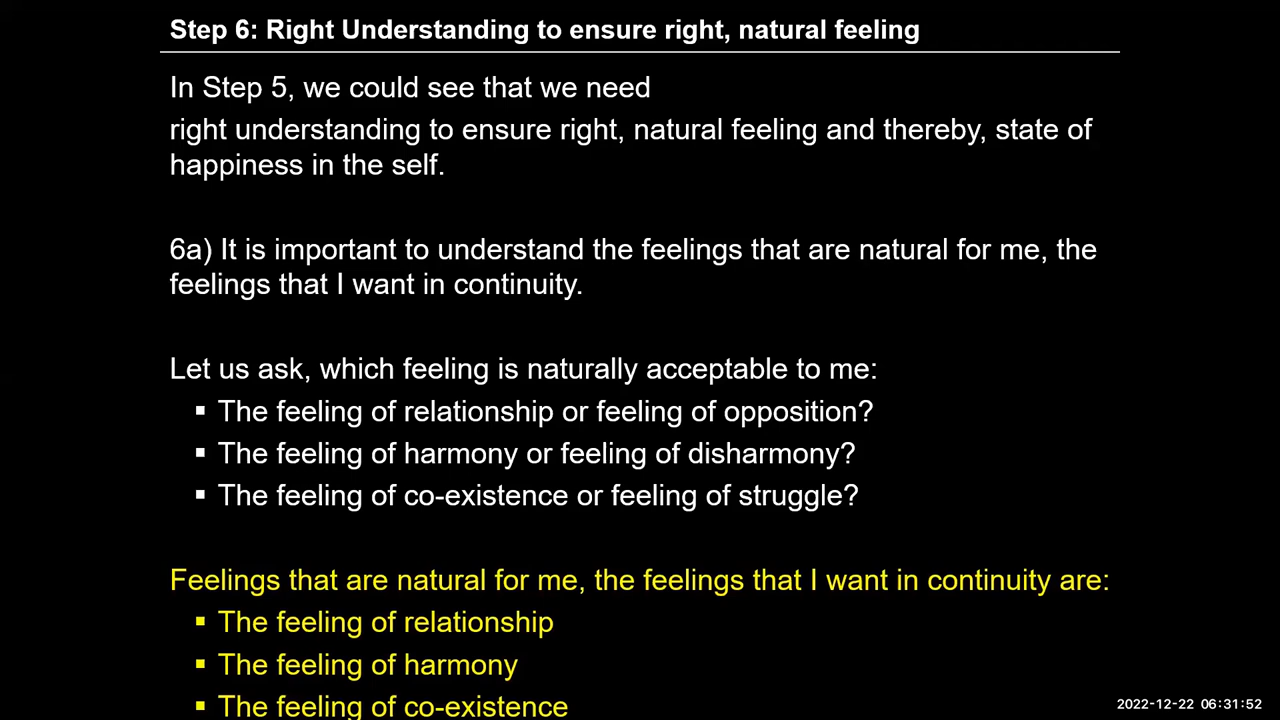 Step 6: Right Understanding to ensure right, natural feeling
In Step 5, we could see that we need
right understanding to ensure right, natural feeling and thereby, state of
happiness in the self.
6a) It is important to understand the feelings that are natural for me, the
feelings that I want in continuity.
Let us ask, which feeling is naturally acceptable to me:
▪ The feeling of relationship or feeling of opposition?
▪ The feeling of harmony or feeling of disharmony?
▪ The feeling of co-existence or feeling of struggle?
Feelings that are natural for me, the feelings that I want in continuity are:
▪ The feeling of relationship
▪ The feeling of harmony
▪ The feeling of co-existence
2022-12-22 06:31:52